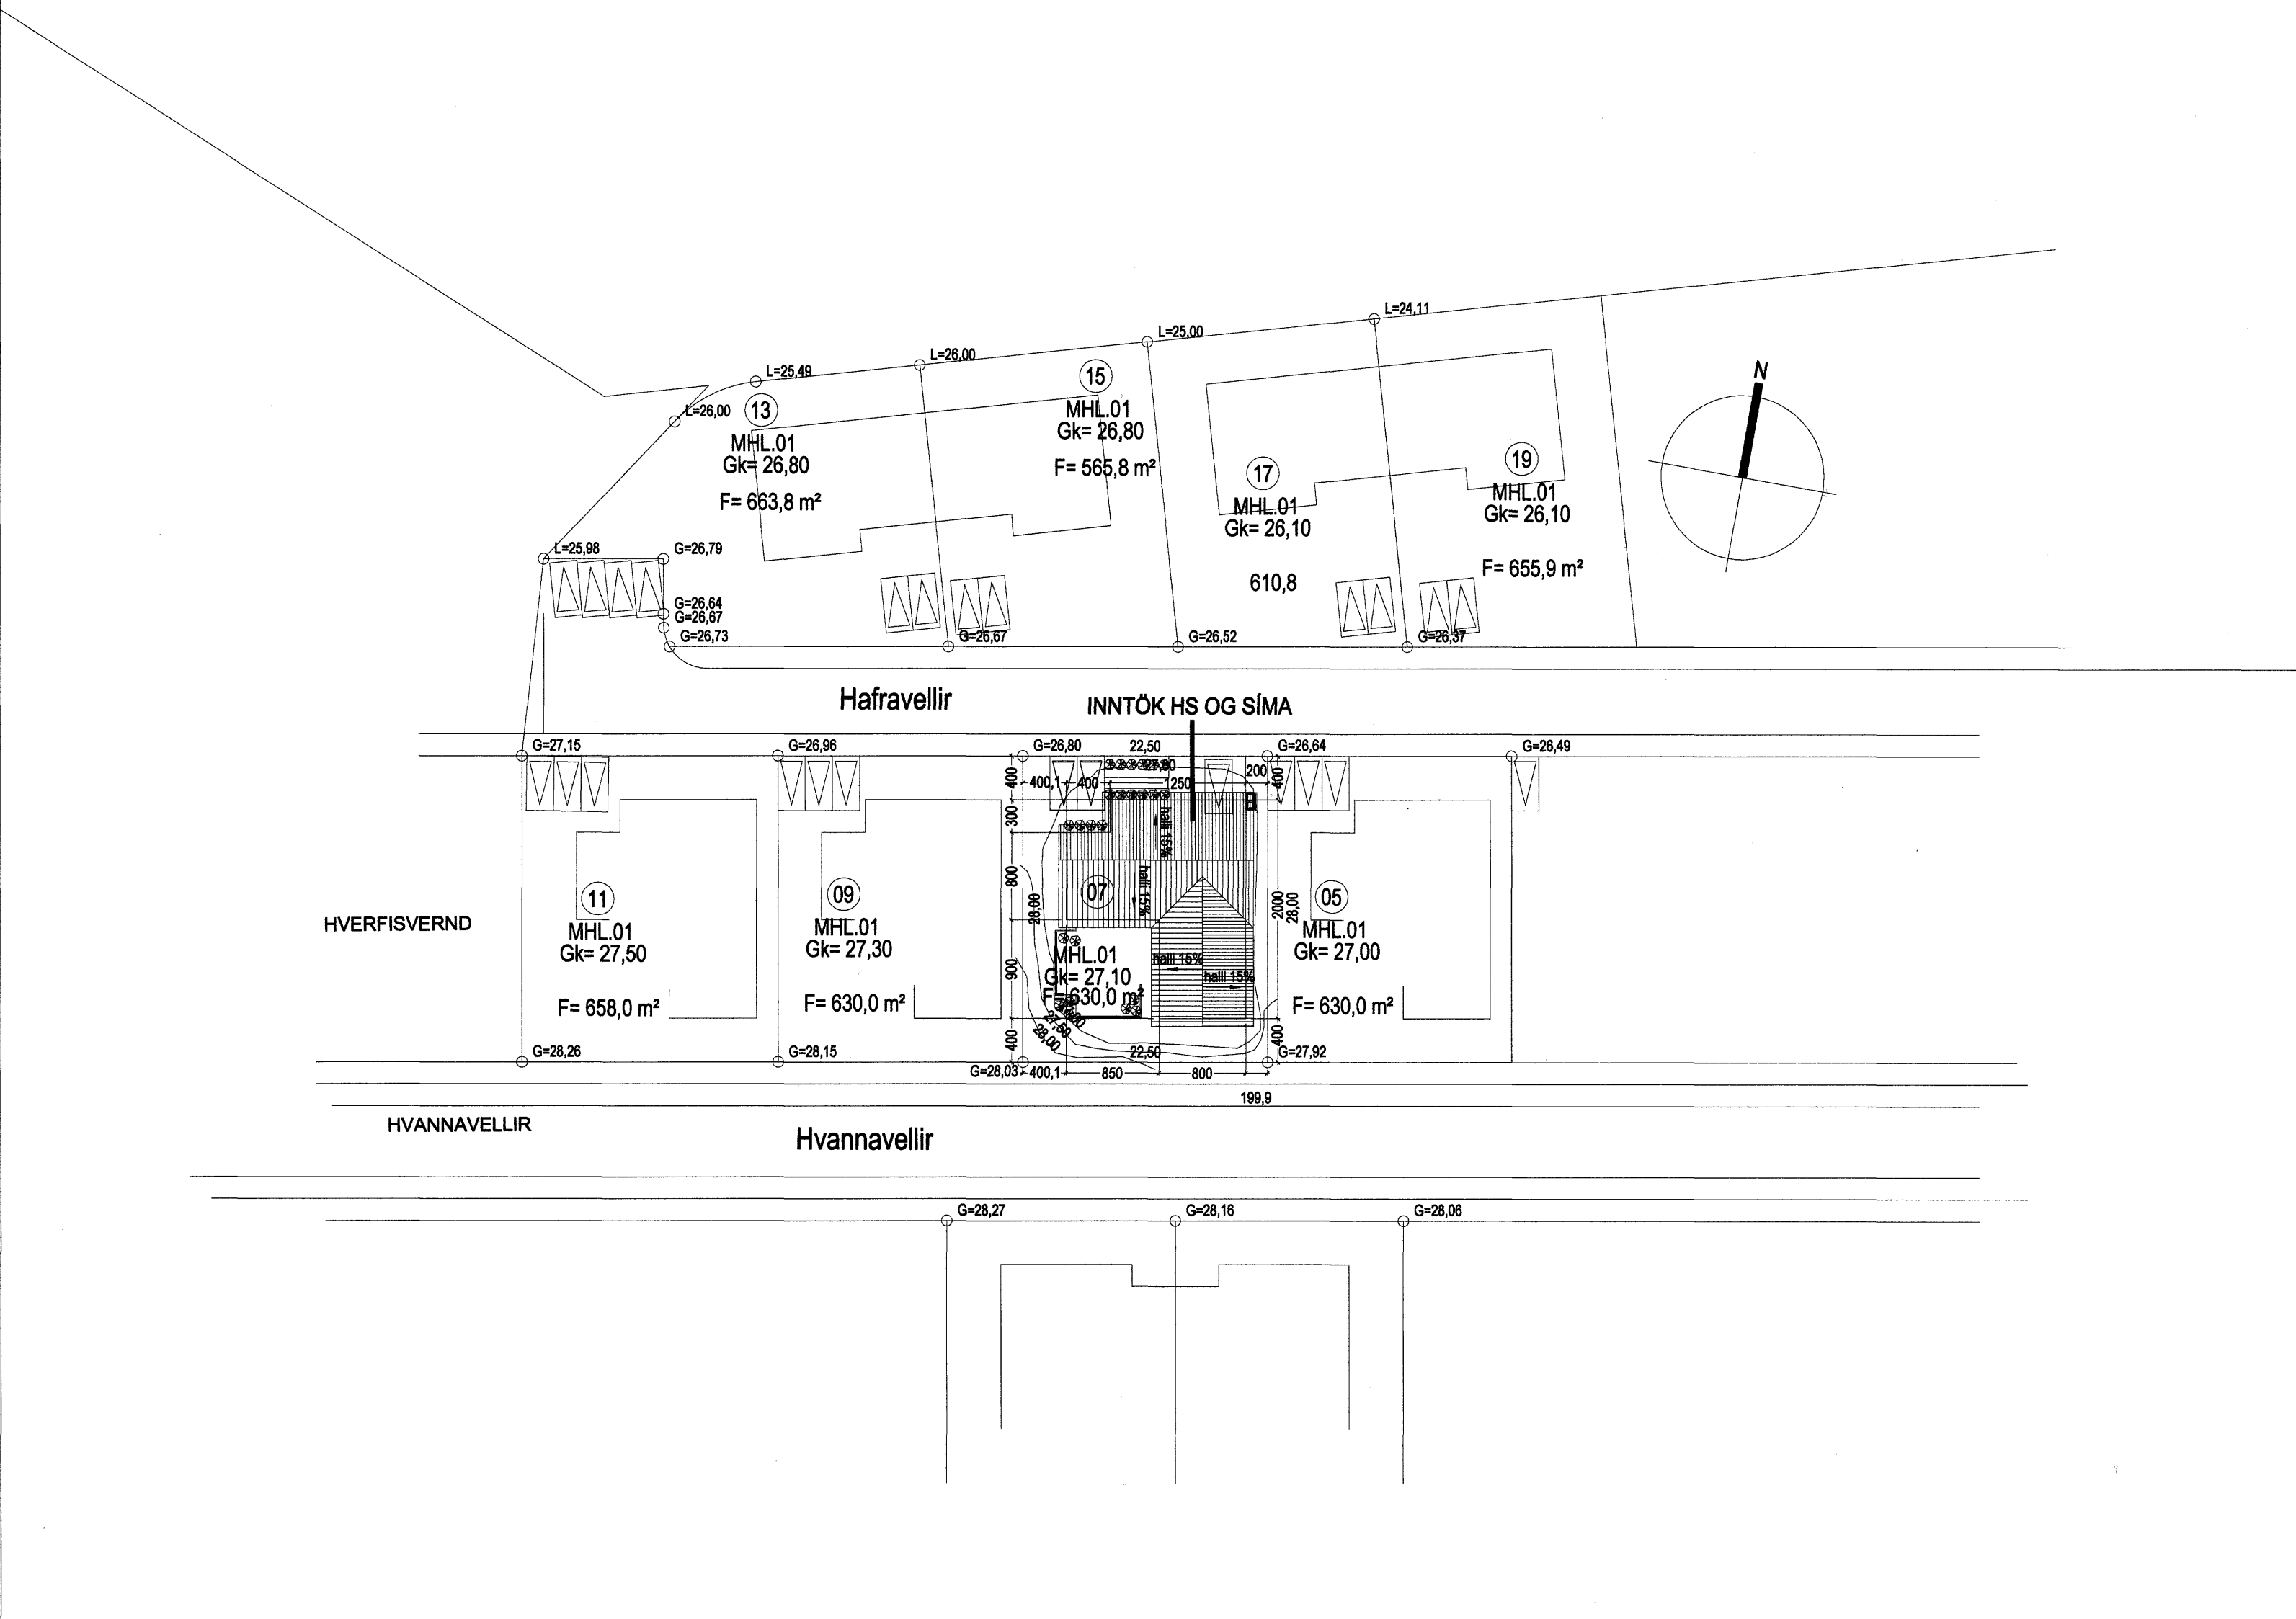 L=24,11
L=25,00
L=26,00
L=25,49
L=26,00
N
15
MHL.01
Gk= 26,80
F= 565,8 m²
13
MHL.01
Gk= 26,80
F= 663,8 m²
17
MHL.01
Gk= 26,10
610,8
19
MHL.01
Gk= 26,10
F= 655,9 m²
L=25,98
G=26,79
G=26,64
G=26,67
G=26,73
G=26,67
G=26,52
G=26,37
Hafravellir
INNTÖK HS OG SÍMA
G=27,15
G=26,96
G=26,80
22,50
G=26,64
G=26,49
400
400,1
400
1250
200
400
300
halli 15%
800
halli 15%
28,00
2000
28,00
HVERFISVERND
11
MHL.01
Gk= 27,50
F= 658,0 m²
09
MHL.01
Gk= 27,30
F= 630,0 m²
07
MHL.01
Gk= 27,10
F= 630,0 m²
halli 15%
halli 15%
05
MHL.01
Gk= 27,00
F= 630,0 m²
900
27,50
28,00
400
22,50
400
G=28,26
G=28,15
G=28,03
400,1
850
800
G=27,92
199,9
HVANNAVELLIR
Hvannavellir
G=28,27
G=28,16
G=28,06